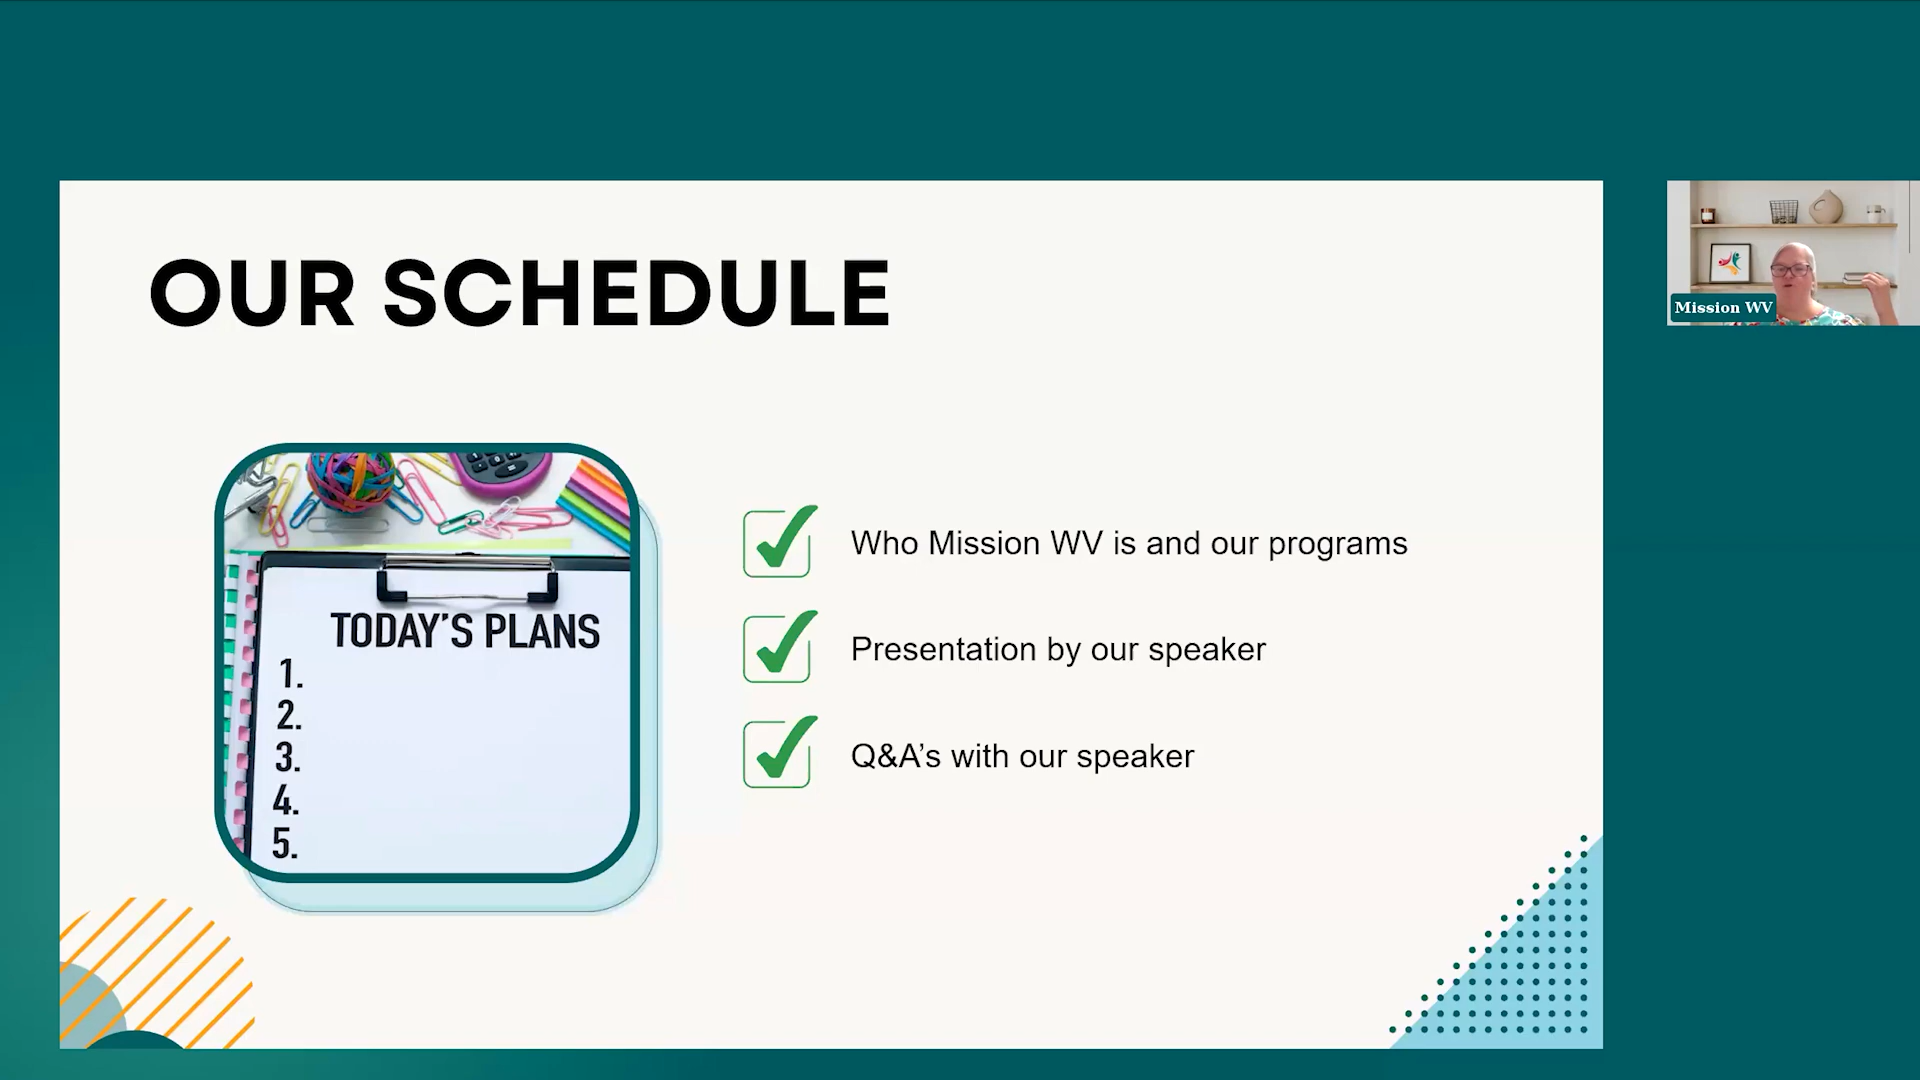 OUR SCHEDULE
Mission WV
Who Mission WV is and our programs
Presentation by our speaker
Q&A’s with our speaker
TODAY'S PLANS
1.
2.
3.
4.
5.